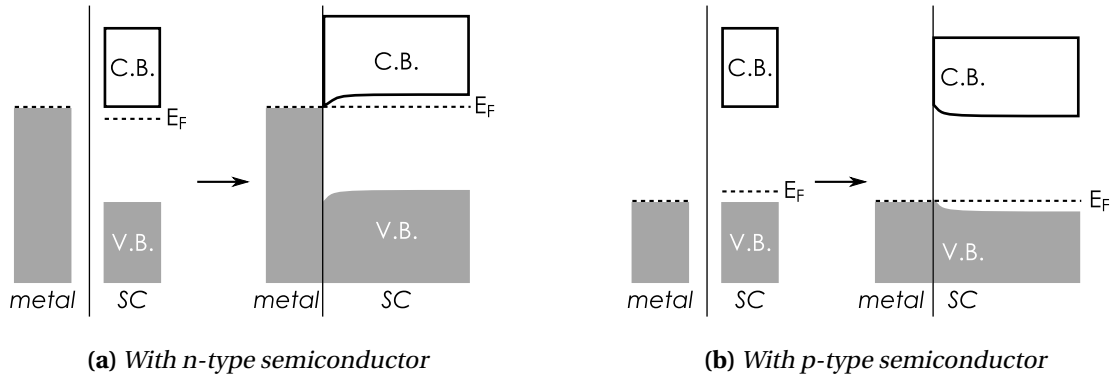 C.B.
C.B.
E_F
E_F
V.B.
V.B.
metal
SC
metal
SC
(a) With n-type semiconductor
C.B.
C.B.
E_F
E_F
V.B.
V.B.
metal
SC
metal
SC
(b) With p-type semiconductor